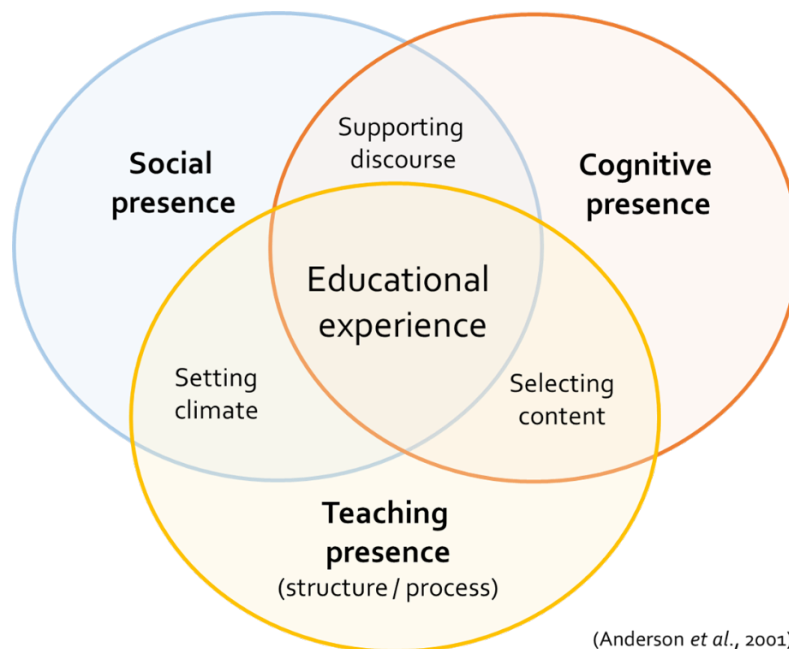 Supporting
discourse
Social
presence
Cognitive
presence
Educational
experience
Setting
climate
Selecting
content
Teaching
presence
(structure / process)
(Anderson et al., 2001)